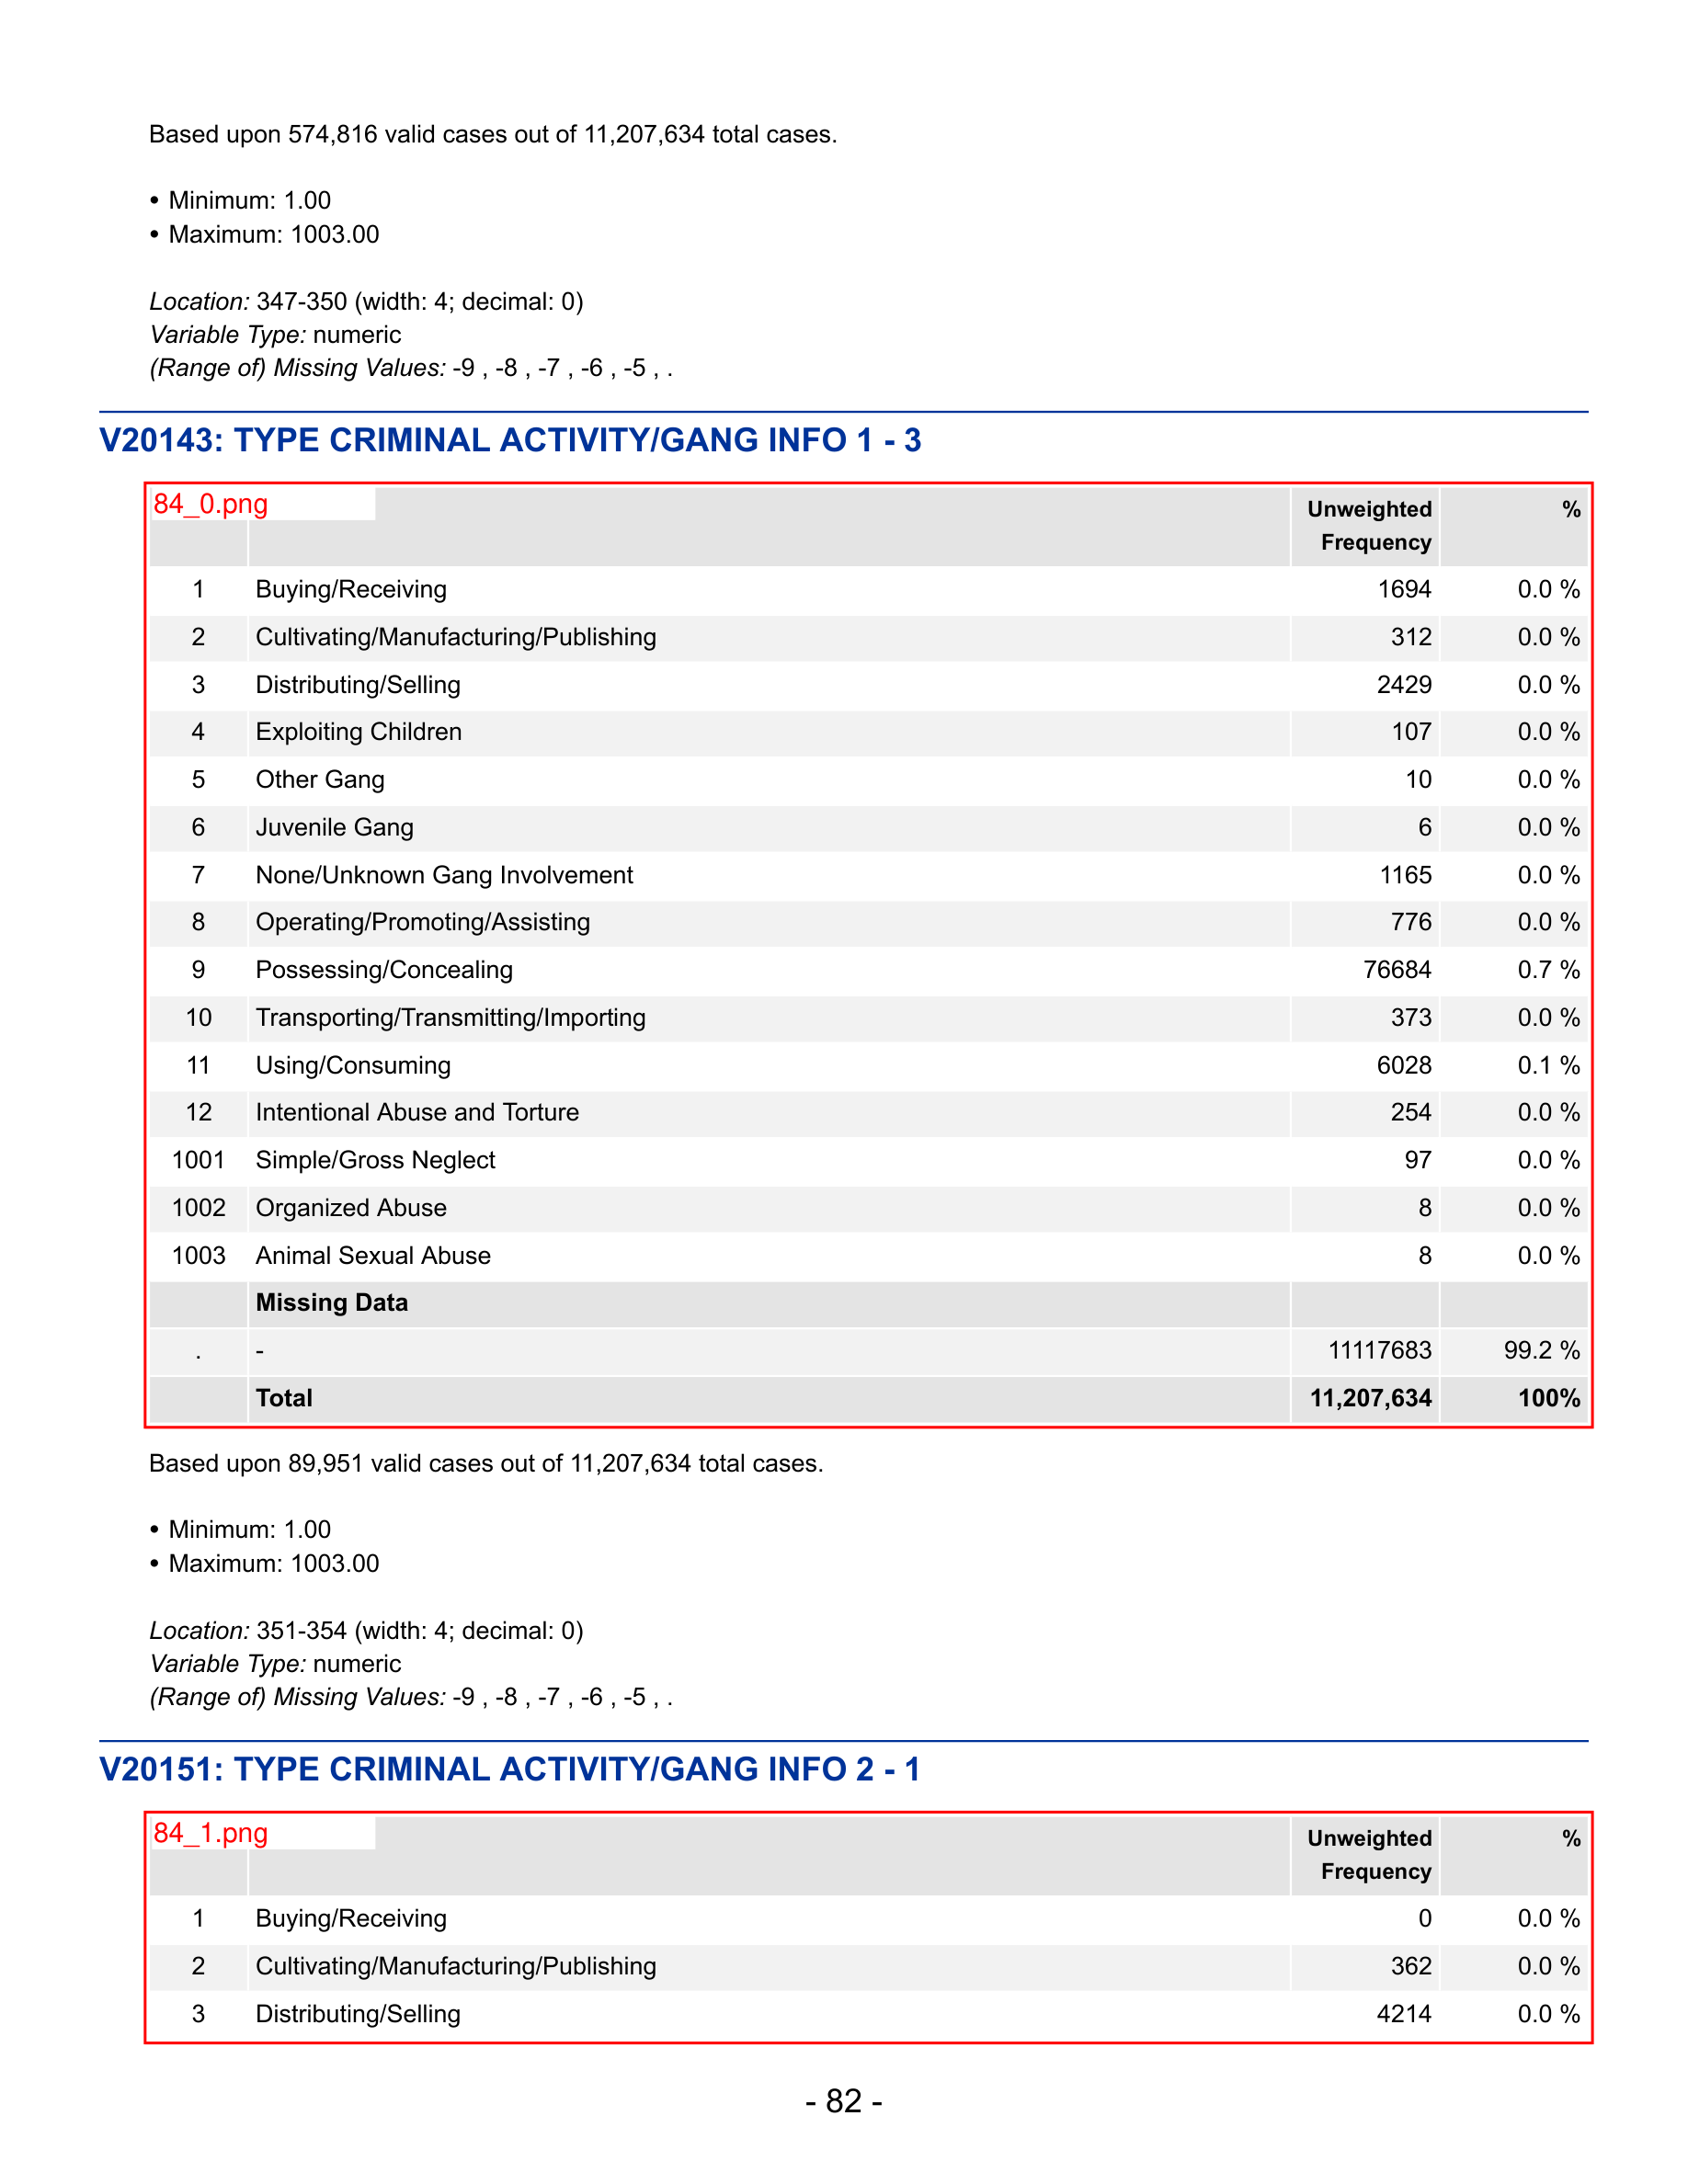 Based upon 574,816 valid cases out of 11,207,634 total cases.
• Minimum: 1.00
• Maximum: 1003.00
Location: 347-350 (width: 4; decimal: 0)
Variable Type: numeric
(Range of) Missing Values: -9 , -8 , -7 , -6 , -5 , .
V20143: TYPE CRIMINAL ACTIVITY/GANG INFO 1 - 3
84_0.png
Unweighted Frequency %
1 Buying/Receiving 1694 0.0 %
2 Cultivating/Manufacturing/Publishing 312 0.0 %
3 Distributing/Selling 2429 0.0 %
4 Exploiting Children 107 0.0 %
5 Other Gang 10 0.0 %
6 Juvenile Gang 6 0.0 %
7 None/Unknown Gang Involvement 1165 0.0 %
8 Operating/Promoting/Assisting 776 0.0 %
9 Possessing/Concealing 76684 0.7 %
10 Transporting/Transmitting/Importing 373 0.0 %
11 Using/Consuming 6028 0.1 %
12 Intentional Abuse and Torture 254 0.0 %
1001 Simple/Gross Neglect 97 0.0 %
1002 Organized Abuse 8 0.0 %
1003 Animal Sexual Abuse 8 0.0 %
Missing Data
. - 11117683 99.2 %
Total 11,207,634 100%
Based upon 89,951 valid cases out of 11,207,634 total cases.
• Minimum: 1.00
• Maximum: 1003.00
Location: 351-354 (width: 4; decimal: 0)
Variable Type: numeric
(Range of) Missing Values: -9 , -8 , -7 , -6 , -5 , .
V20151: TYPE CRIMINAL ACTIVITY/GANG INFO 2 - 1
84_1.png
Unweighted Frequency %
1 Buying/Receiving 0 0.0 %
2 Cultivating/Manufacturing/Publishing 362 0.0 %
3 Distributing/Selling 4214 0.0 %
- 82 -